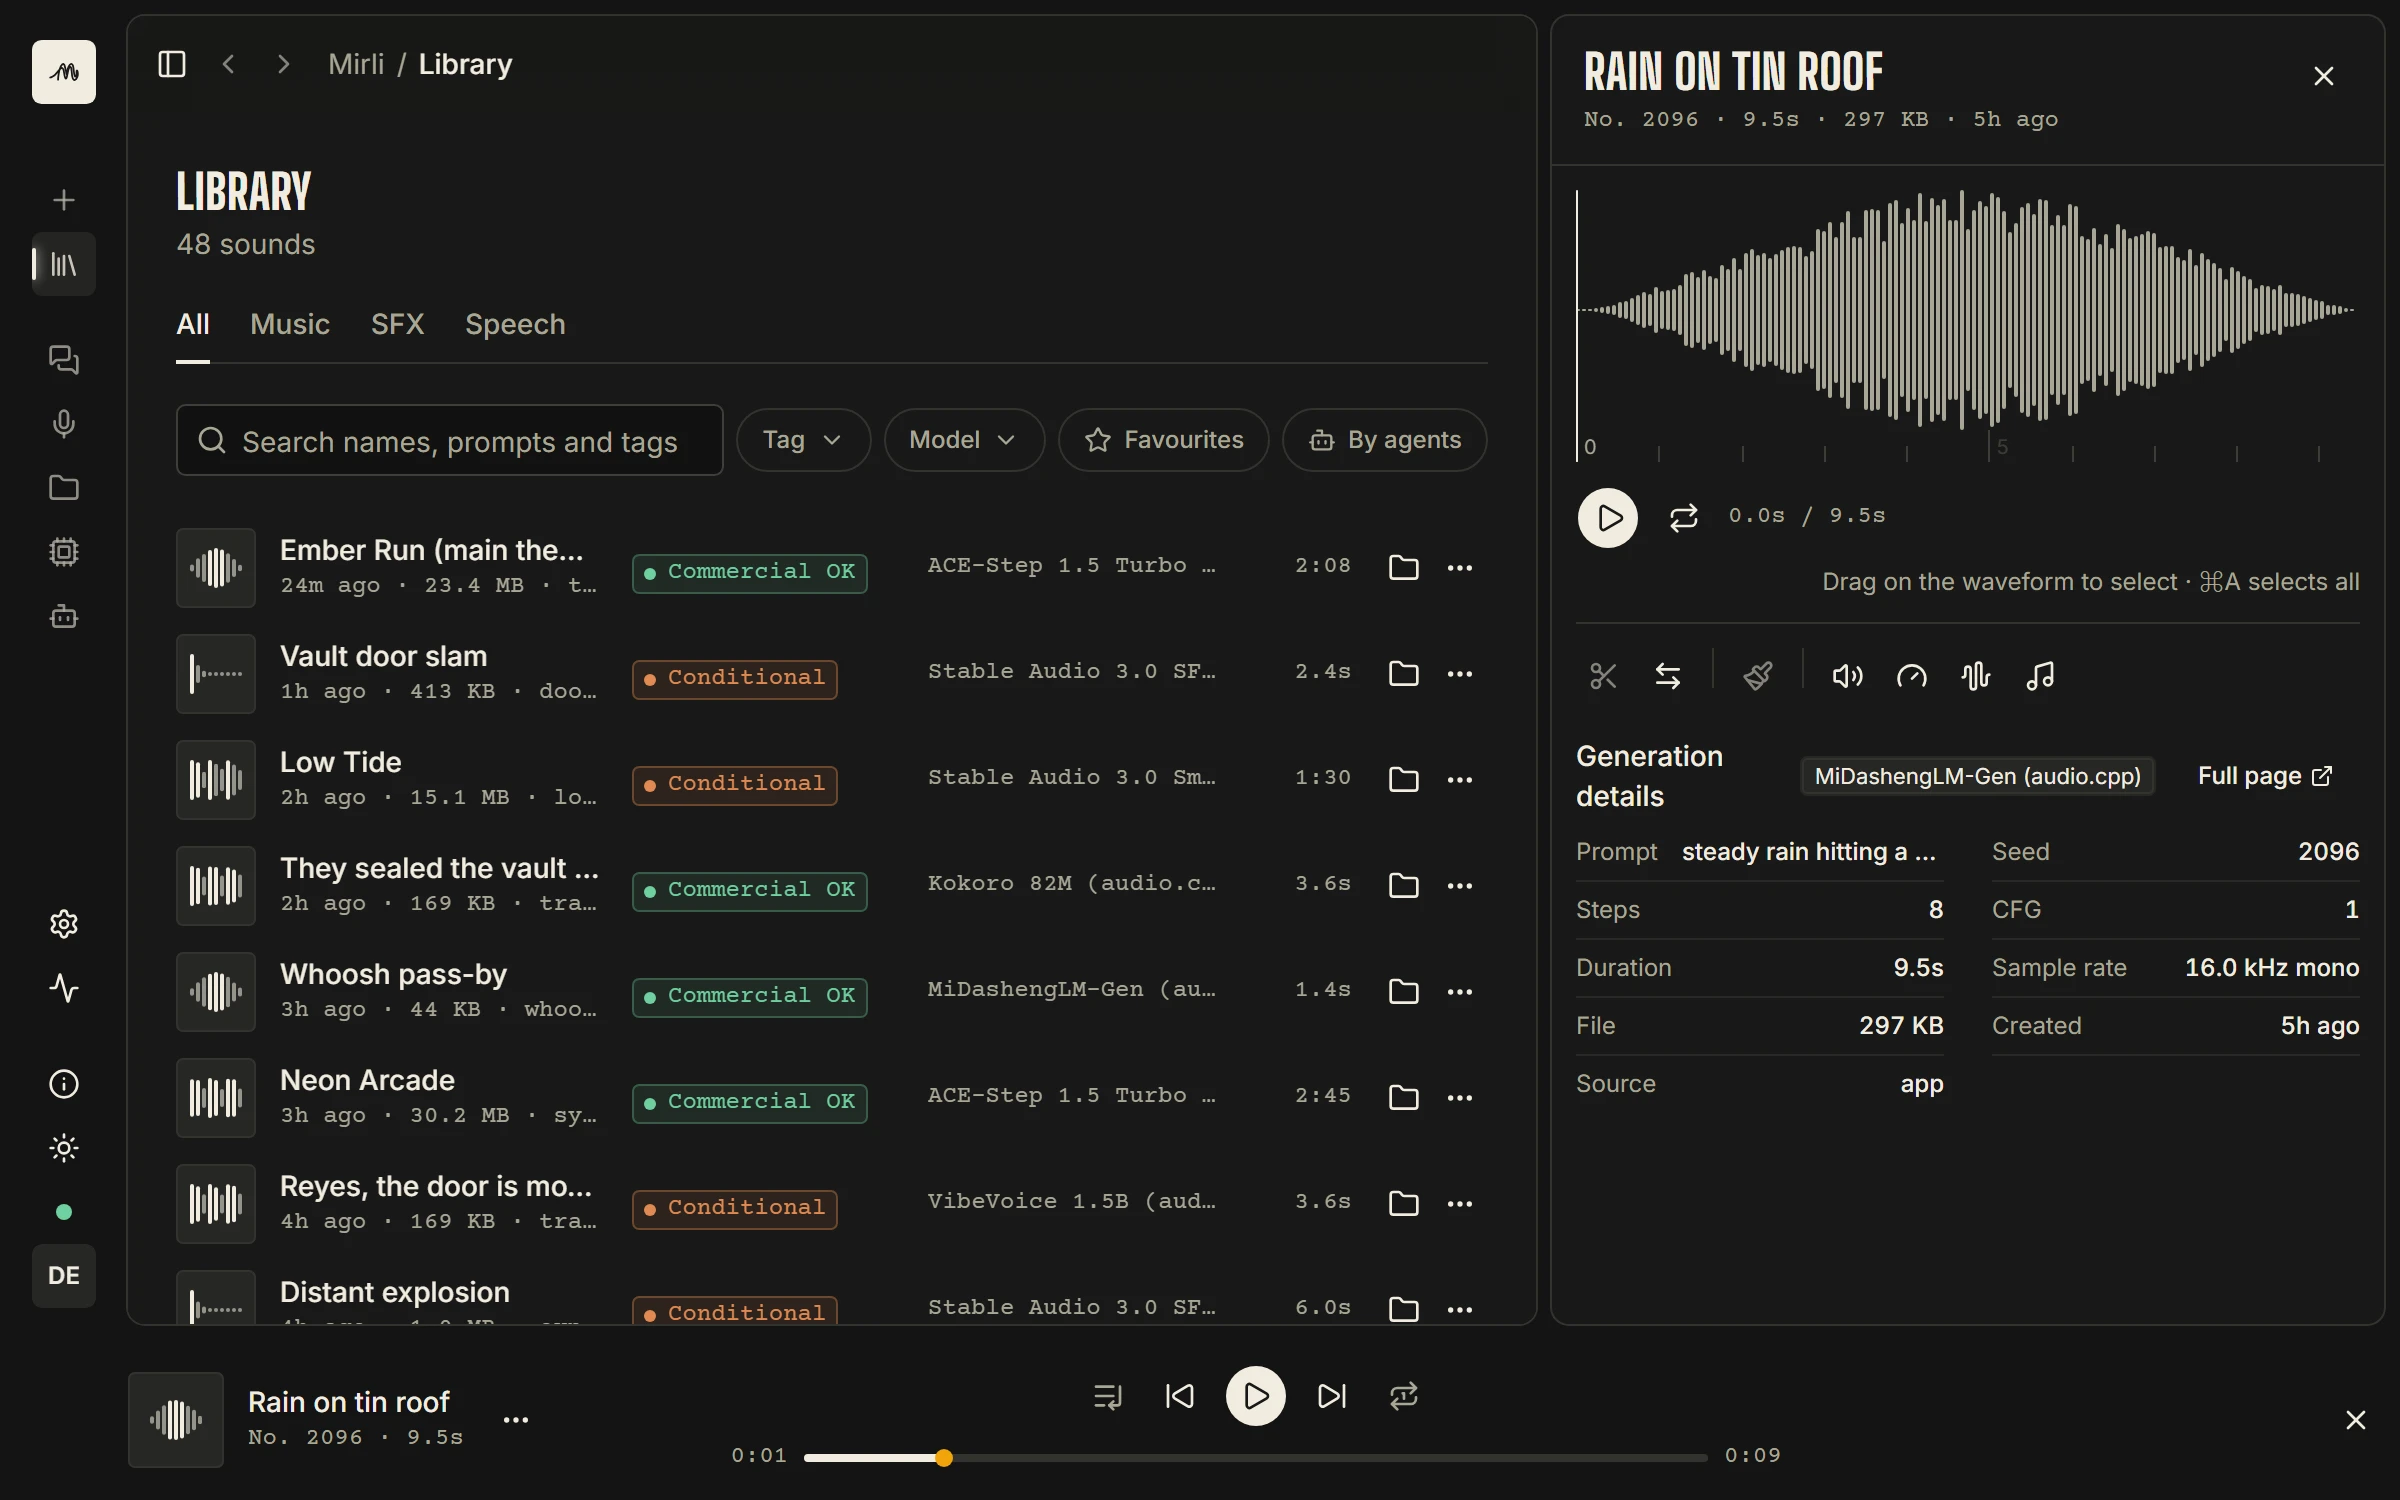 Mirli / Library
LIBRARY
48 sounds
All Music SFX Speech
Search names, prompts and tags Tag Model Favourites By agents
Ember Run (main the...
24m ago · 23.4 MB · t…
Commercial OK ACE-Step 1.5 Turbo … 2:08
Vault door slam
1h ago · 413 KB · doo…
Conditional Stable Audio 3.0 SF… 2.4s
Low Tide
2h ago · 15.1 MB · lo…
Conditional Stable Audio 3.0 Sm… 1:30
They sealed the vault ...
2h ago · 169 KB · tra…
Commercial OK Kokoro 82M (audio.c… 3.6s
Whoosh pass-by
3h ago · 44 KB · whoo…
Commercial OK MiDashengLM-Gen (au… 1.4s
Neon Arcade
3h ago · 30.2 MB · sy…
Commercial OK ACE-Step 1.5 Turbo … 2:45
Reyes, the door is mo...
4h ago · 169 KB · tra…
Conditional VibeVoice 1.5B (aud… 3.6s
Distant explosion
Conditional Stable Audio 3.0 SF… 6.0s
DE
RAIN ON TIN ROOF
No. 2096 · 9.5s · 297 KB · 5h ago
0 5
0.0s / 9.5s
Drag on the waveform to select · ⌘A selects all
Generation details
MiDashengLM-Gen (audio.cpp)
Full page
Prompt steady rain hitting a ... Seed 2096
Steps 8 CFG 1
Duration 9.5s Sample rate 16.0 kHz mono
File 297 KB Created 5h ago
Source app
Rain on tin roof
No. 2096 · 9.5s
0:01 0:09